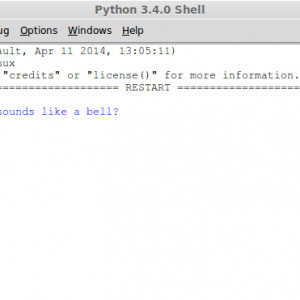 Python 3.4.0 Shell
ug Options Windows Help
ault, Apr 11 2014, 13:05:11)
nux
"credits" or "license()" for more information.
==================== RESTART ====================
sounds like a bell?